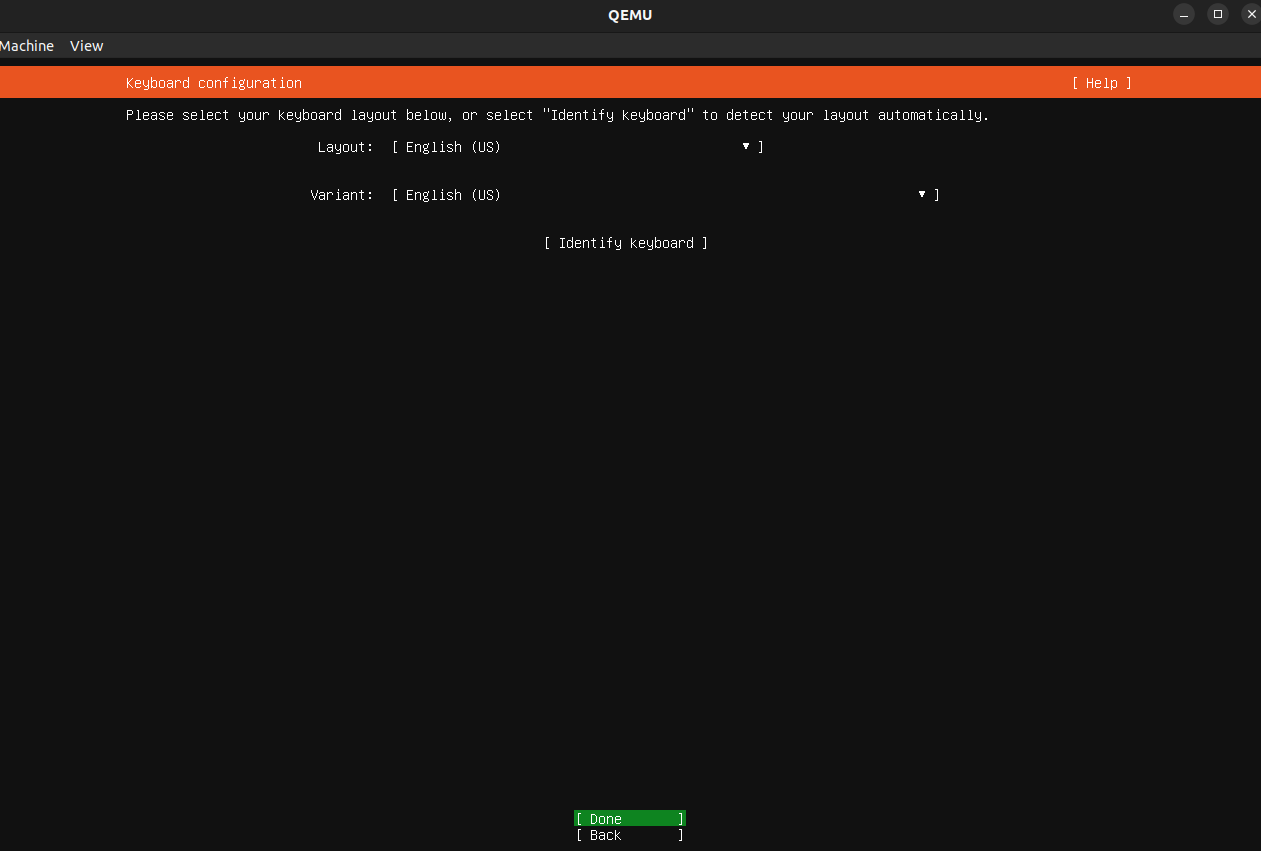 QEMU
Machine View
Keyboard configuration [ Help ]
Please select your keyboard layout below, or select "Identify keyboard" to detect your layout automatically.
Layout: [ English (US) ▾ ]
Variant: [ English (US) ▾ ]
[ Identify keyboard ]
[ Done ]
[ Back ]